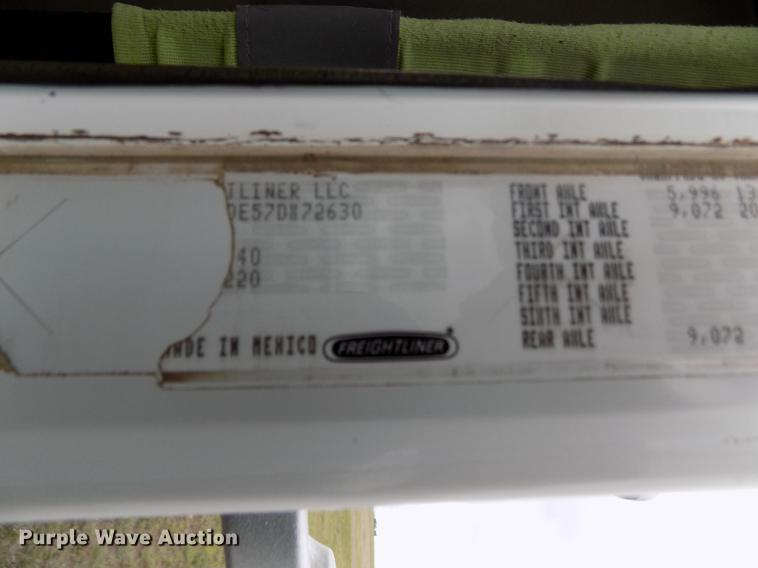 TLINER LLC
DE57DX72630
40
220
ADE IN MEXICO FREIGHTLINER
FRONT AXLE 5,996 13
FIRST INT AXLE 9,072 20
SECOND INT AXLE
THIRD INT AXLE
FOURTH INT AXLE
FIFTH INT AXLE
SIXTH INT AXLE
REAR AXLE 9,072
Purple Wave Auction